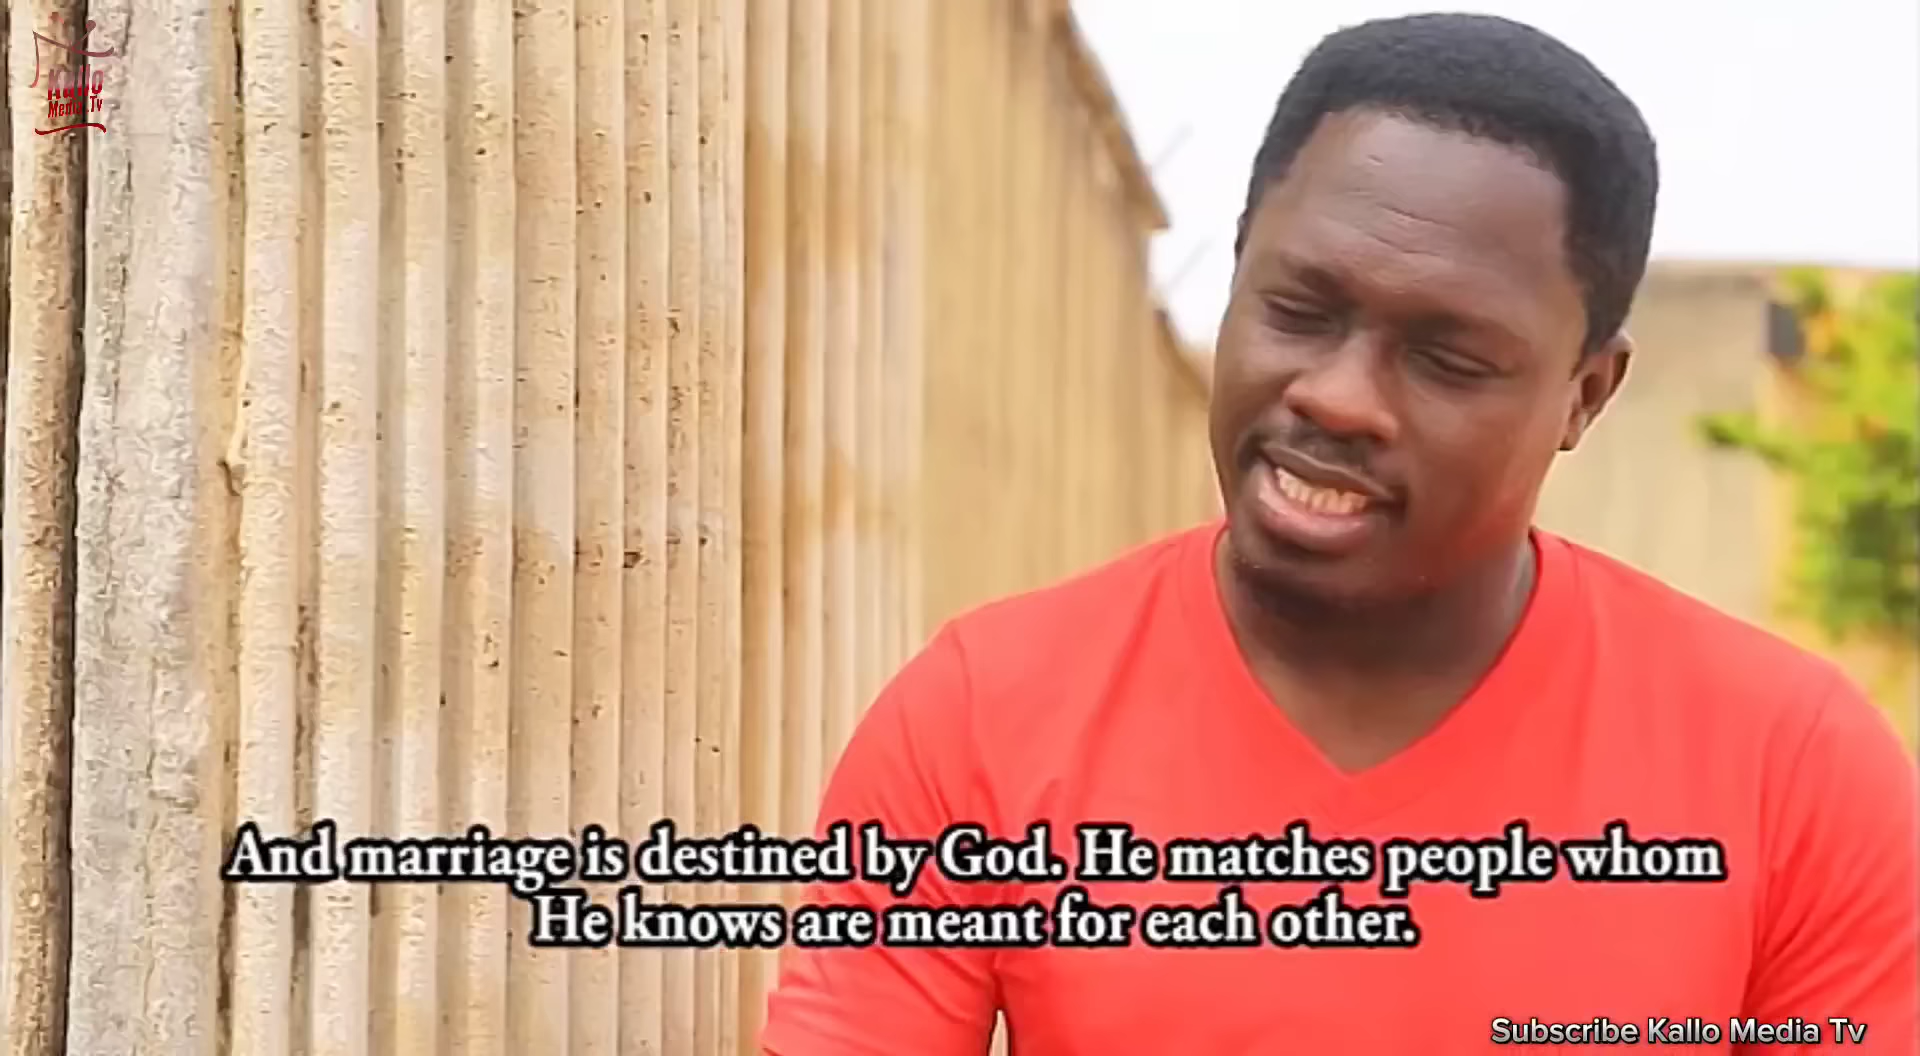 Kallo
Media Tv
And marriage is destined by God. He matches people whom
He knows are meant for each other.
Subscribe Kallo Media Tv